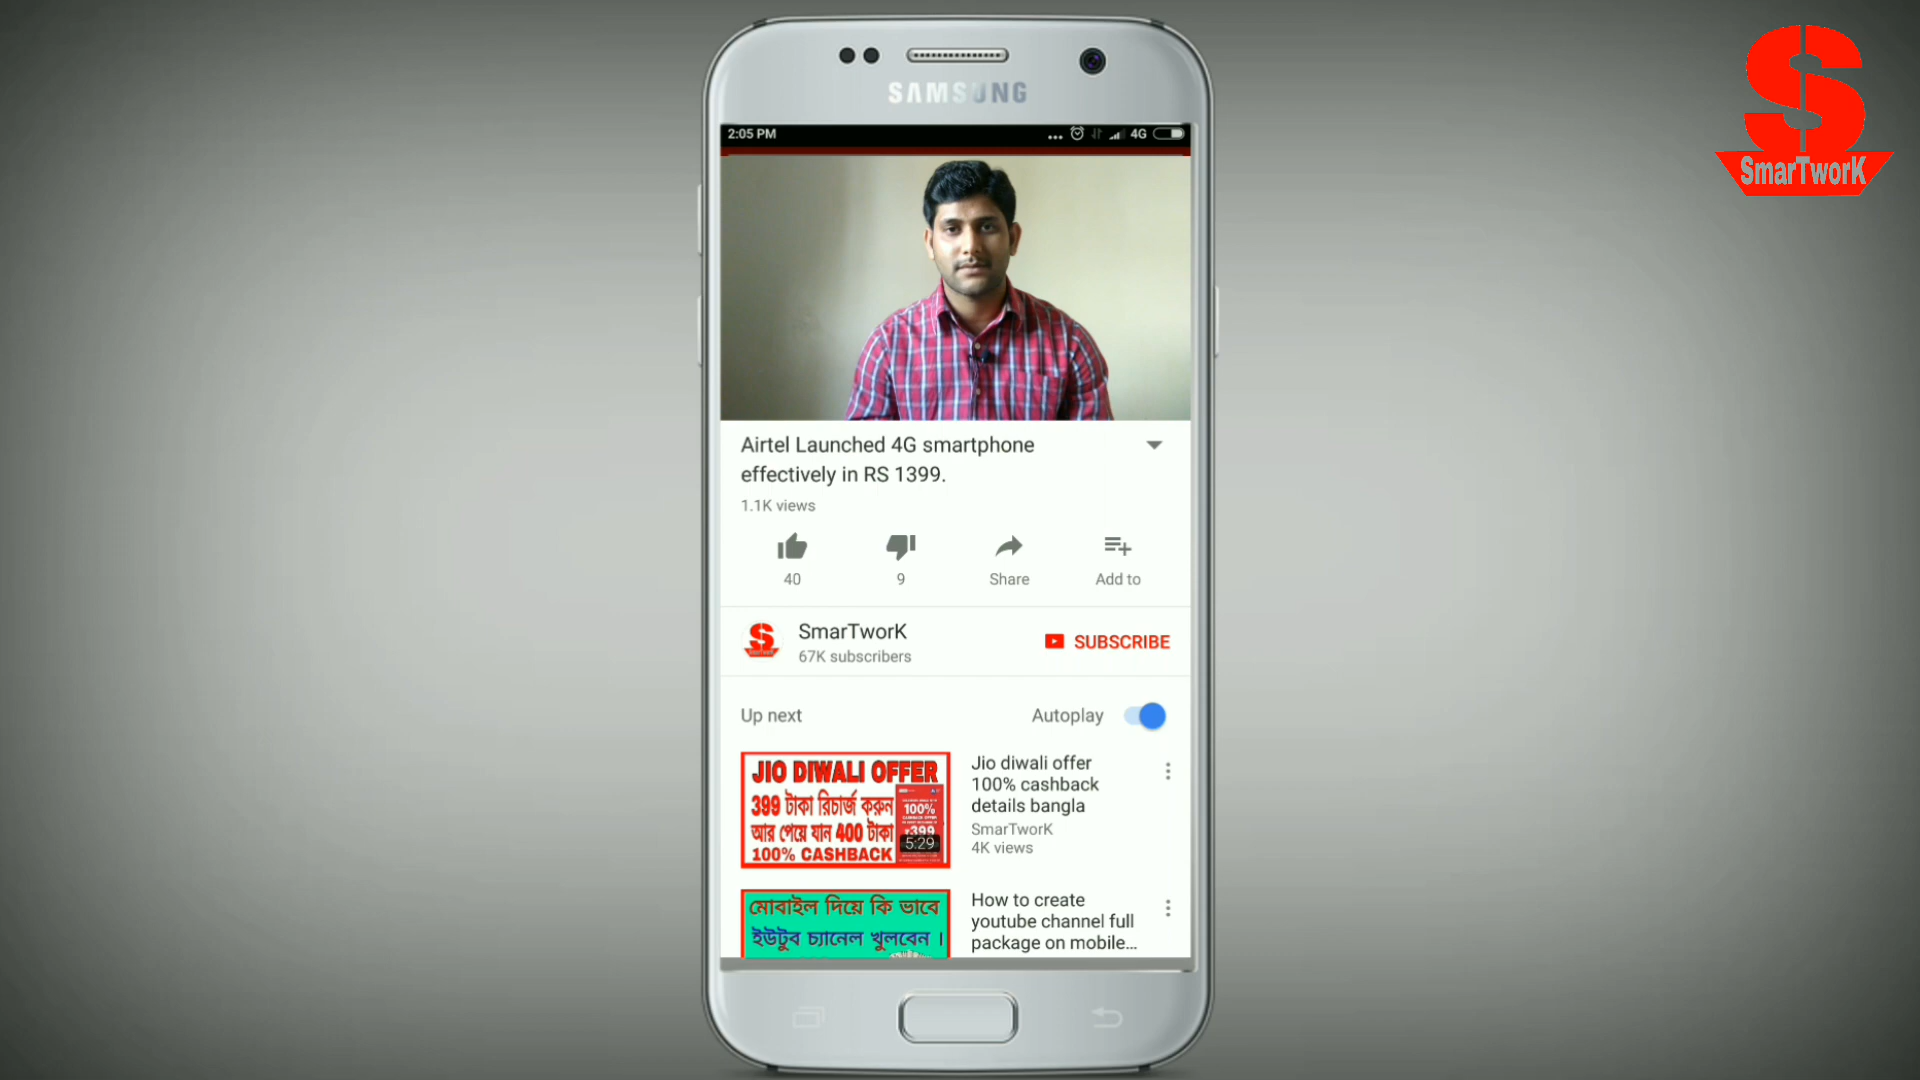 SmarTworK
SAMSUNG
2:05 PM
4G
Airtel Launched 4G smartphone
effectively in RS 1399.
1.1K views
40
9
Share
Add to
SmarTworK
67K subscribers
SUBSCRIBE
Up next
Autoplay
JIO DIWALI OFFER
399 টাকা রিচার্জ করুন
আর পেয়ে যান 400 টাকা
100% CASHBACK
100%
399
5:29
Jio diwali offer
100% cashback
details bangla
SmarTworK
4K views
মোবাইল দিয়ে কি ভাবে
ইউটুব চ্যানেল খুলবেন ।
How to create
youtube channel full
package on mobile...